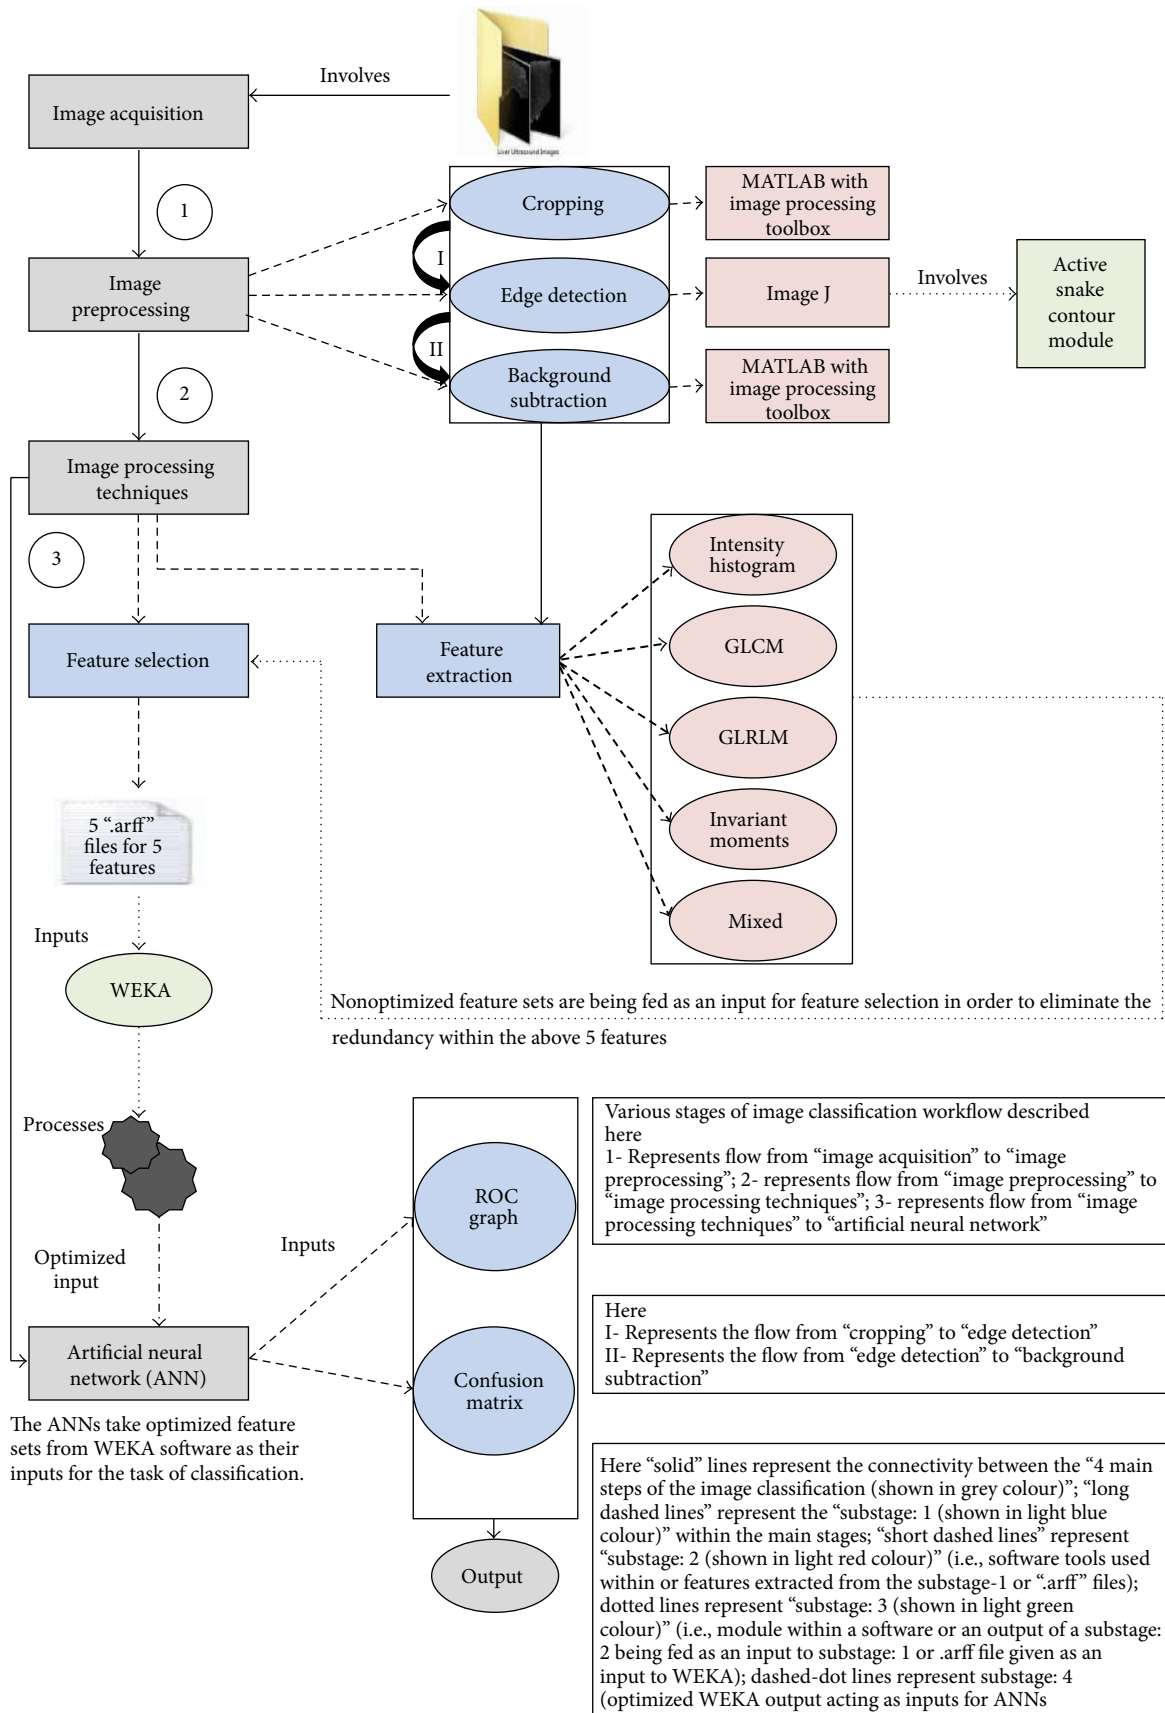 Involves
Image acquisition
Liver Ultrasound Images
1
Cropping
MATLAB with
image processing
toolbox
I
Image
preprocessing
Edge detection
Image J
Involves
Active
snake
contour
module
II
2
Background
subtraction
MATLAB with
image processing
toolbox
Image processing
techniques
3
Intensity
histogram
Feature selection
Feature
extraction
GLCM
GLRLM
5 “.arff”
files for 5
features
Invariant
moments
Mixed
Inputs
WEKA
Nonoptimized feature sets are being fed as an input for feature selection in order to eliminate the
redundancy within the above 5 features
Processes
Optimized
input
Inputs
ROC
graph
Various stages of image classification workflow described
here
1- Represents flow from “image acquisition” to “image
preprocessing”; 2- represents flow from “image preprocessing” to
“image processing techniques”; 3- represents flow from “image
processing techniques” to “artificial neural network”
Here
I- Represents the flow from “cropping” to “edge detection”
II- Represents the flow from “edge detection” to “background
subtraction”
Artificial neural
network (ANN)
Confusion
matrix
The ANNs take optimized feature
sets from WEKA software as their
inputs for the task of classification.
Output
Here “solid” lines represent the connectivity between the “4 main
steps of the image classification (shown in grey colour)”; “long
dashed lines” represent the “substage: 1 (shown in light blue
colour)” within the main stages; “short dashed lines” represent
“substage: 2 (shown in light red colour)” (i.e., software tools used
within or features extracted from the substage-1 or “.arff” files);
dotted lines represent “substage: 3 (shown in light green
colour)” (i.e., module within a software or an output of a substage:
2 being fed as an input to substage: 1 or .arff file given as an
input to WEKA); dashed-dot lines represent substage: 4
(optimized WEKA output acting as inputs for ANNs